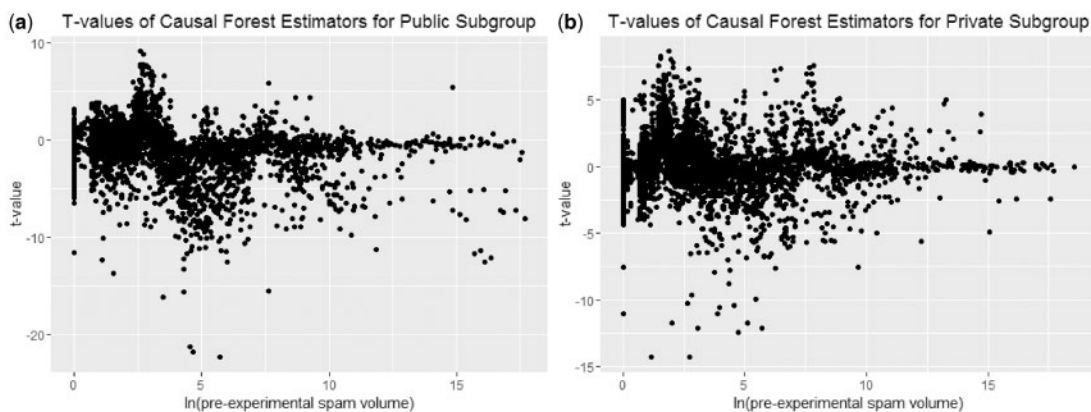 (a) T-values of Causal Forest Estimators for Public Subgroup
10
0
-10
-20
t-value
0 5 10 15
ln(pre-experimental spam volume)
(b) T-values of Causal Forest Estimators for Private Subgroup
5
0
-5
-10
-15
t-value
0 5 10 15
ln(pre-experimental spam volume)